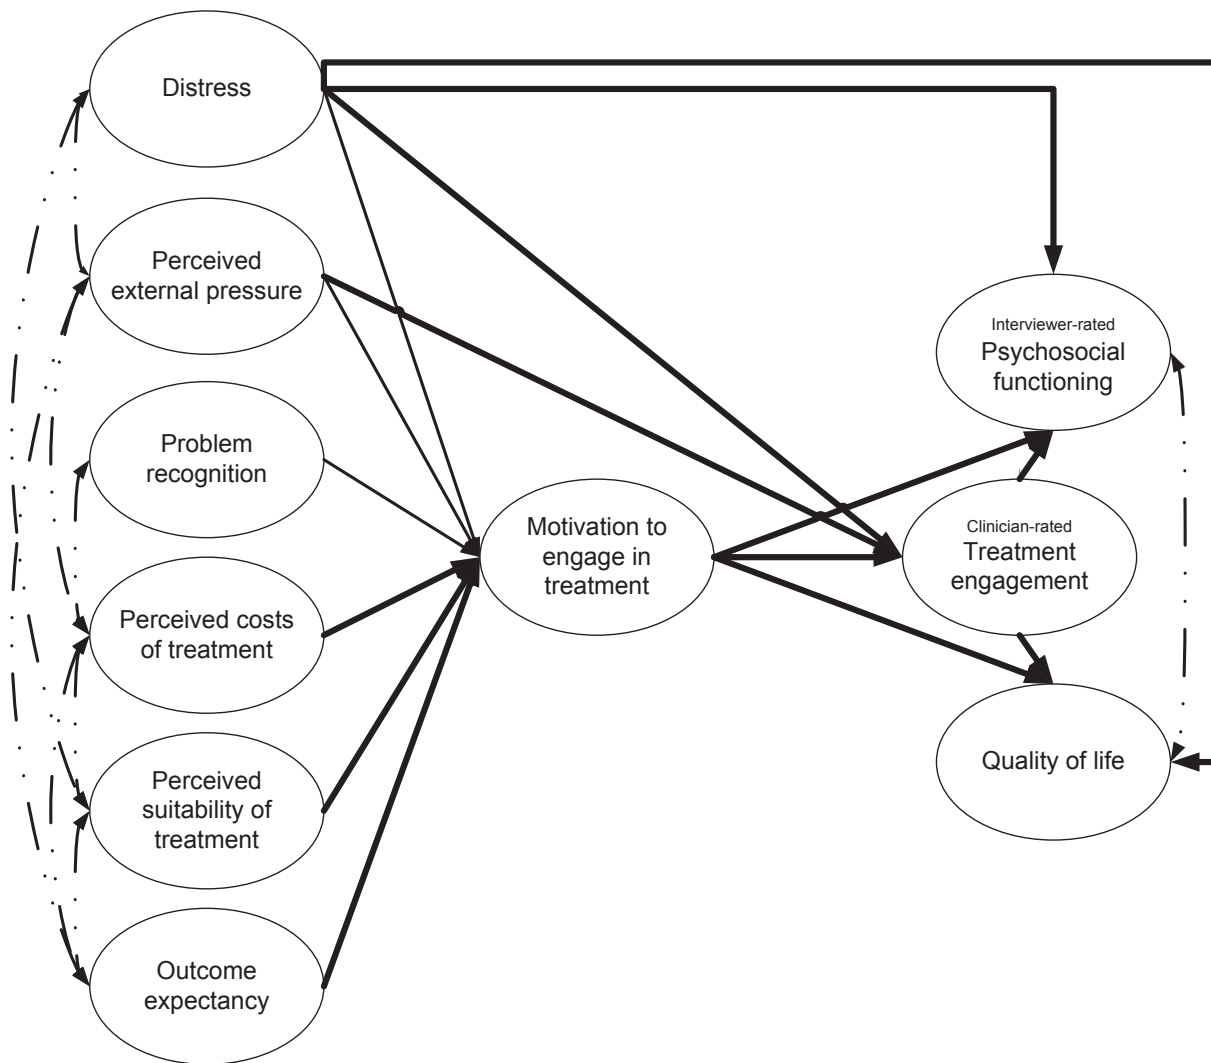 Distress
Perceived
external pressure
Problem
recognition
Perceived costs
of treatment
Perceived
suitability of
treatment
Outcome
expectancy
Motivation to
engage in
treatment
Interviewer-rated
Psychosocial
functioning
Clinician-rated
Treatment
engagement
Quality of life